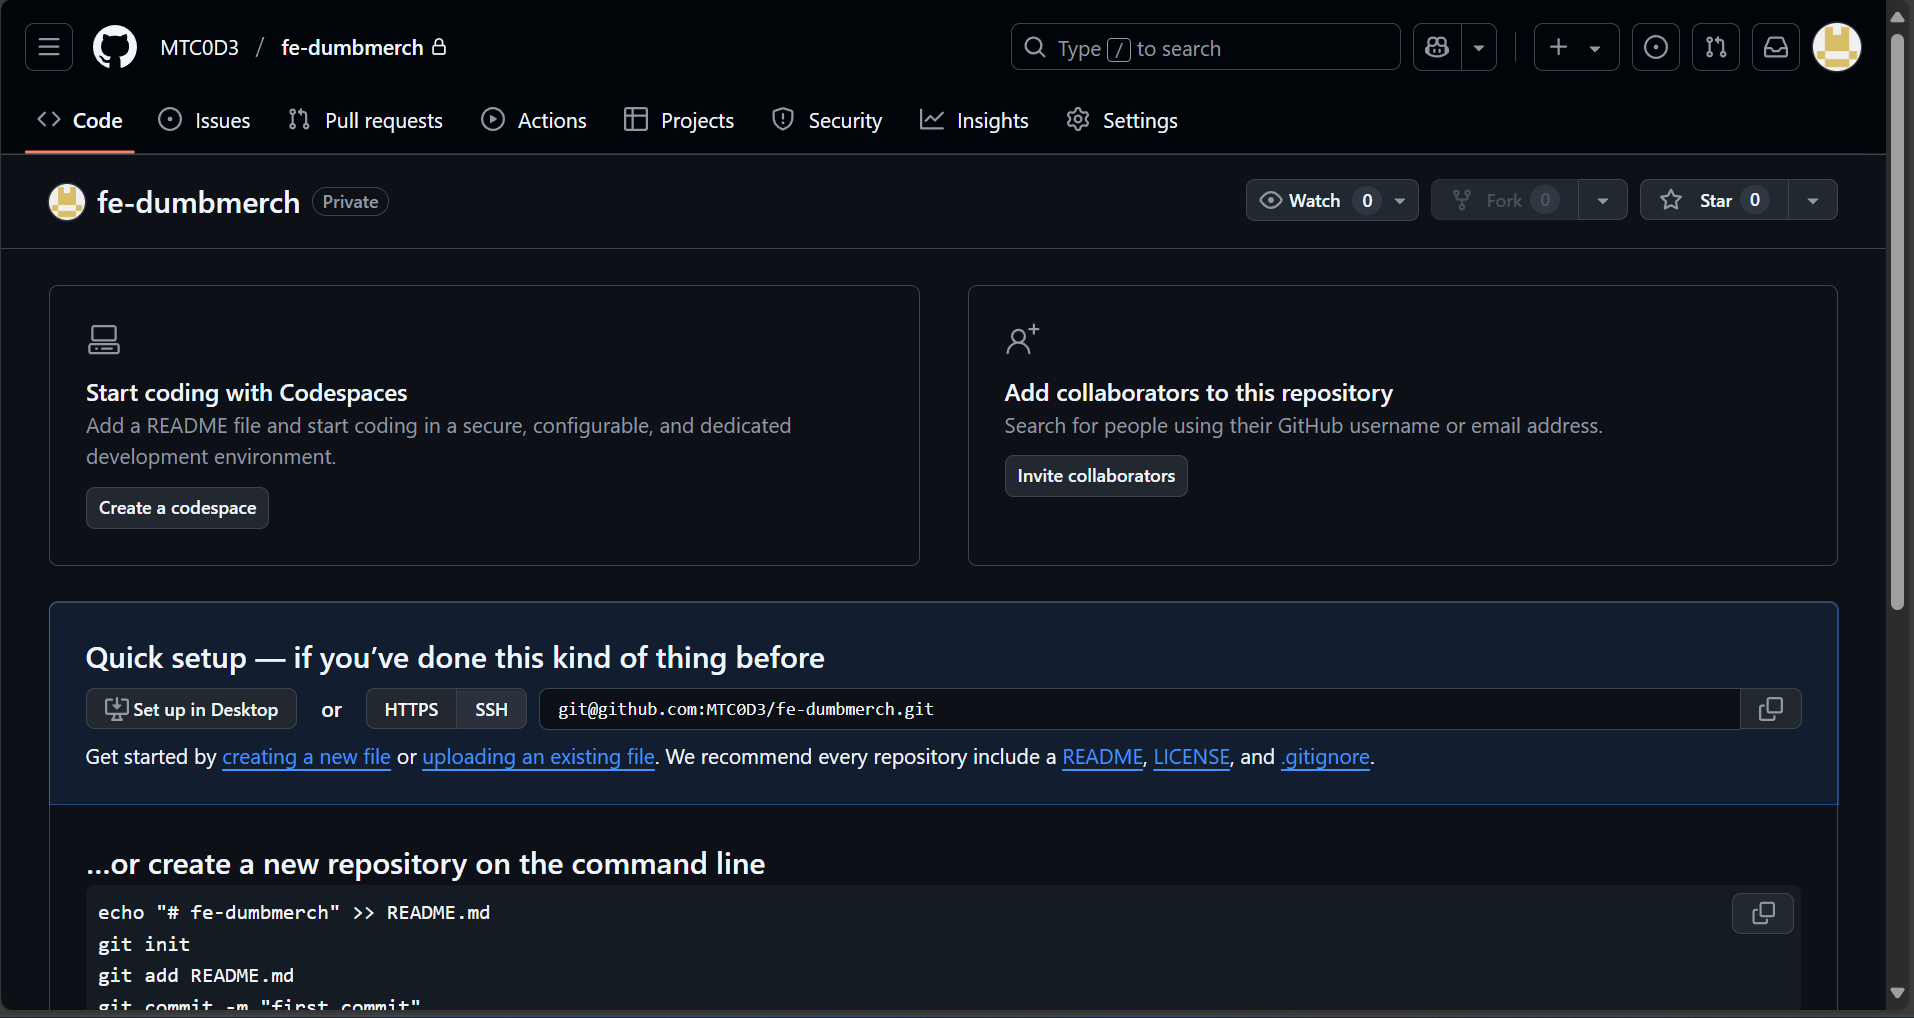 MTC0D3 / fe-dumbmerch
Type / to search
Code Issues Pull requests Actions Projects Security Insights Settings
fe-dumbmerch Private
Watch 0 Fork 0 Star 0
Start coding with Codespaces
Add a README file and start coding in a secure, configurable, and dedicated
development environment.
Create a codespace
Add collaborators to this repository
Search for people using their GitHub username or email address.
Invite collaborators
Quick setup — if you’ve done this kind of thing before
Set up in Desktop or HTTPS SSH git@github.com:MTC0D3/fe-dumbmerch.git
Get started by creating a new file or uploading an existing file. We recommend every repository include a README, LICENSE, and .gitignore.
…or create a new repository on the command line
echo "# fe-dumbmerch" >> README.md
git init
git add README.md
git commit -m "first commit"